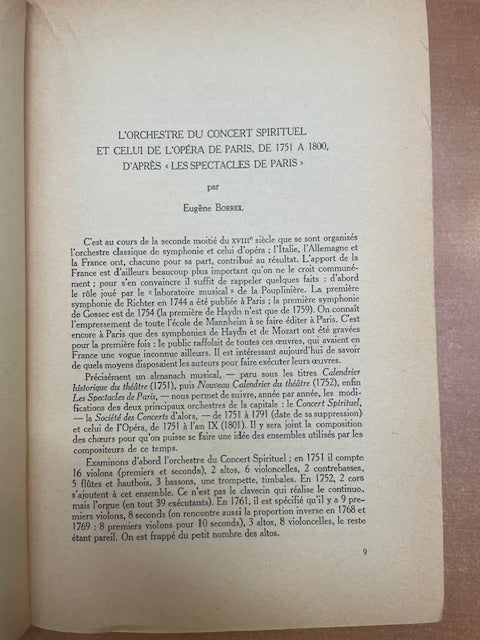 L'ORCHESTRE DU CONCERT SPIRITUEL
ET CELUI DE L'OPÉRA DE PARIS, DE 1751 A 1800,
D'APRÈS « LES SPECTACLES DE PARIS »
par
Eugène BORREL
C'est au cours de la seconde moitié du XVIIIe siècle que se sont organisés
l'orchestre classique de symphonie et celui d'opéra ; l'Italie, l'Allemagne et
la France ont, chacune pour sa part, contribué au résultat. L'apport de la
France est d'ailleurs beaucoup plus important qu'on ne le croit communé-
ment ; pour s'en convaincre il suffit de rappeler quelques faits : d'abord
le rôle joué par le « laboratoire musical » de la Pouplinière. La première
symphonie de Richter en 1744 a été publiée à Paris ; la première symphonie
de Gossec est de 1754 (la première de Haydn n'est que de 1759). On connaît
l'empressement de toute l'école de Mannheim à se faire éditer à Paris. C'est
encore à Paris que des symphonies de Haydn et de Mozart ont été gravées
pour la première fois : le public raffolait de toutes ces œuvres, qui avaient en
France une vogue inconnue ailleurs. Il est intéressant aujourd'hui de savoir
de quels moyens disposaient les auteurs pour faire exécuter leurs œuvres.
Précisément un almanach musical, — paru sous les titres Calendrier
historique du théâtre (1751), puis Nouveau Calendrier du théâtre (1752), enfin
Les Spectacles de Paris, — nous permet de suivre, année par année, les modi-
fications des deux principaux orchestres de la capitale : le Concert Spirituel,
— la Société des Concerts d'alors, — de 1751 à 1791 (date de sa suppression)
et celui de l'Opéra, de 1751 à l'an IX (1801). Il y sera joint la composition
des chœurs pour qu'on puisse se faire une idée des ensembles utilisés par les
compositeurs de ce temps.
Examinons d'abord l'orchestre du Concert Spirituel ; en 1751 il compte
16 violons (premiers et seconds), 2 altos, 6 violoncelles, 2 contrebasses,
5 flûtes et hautbois, 3 bassons, une trompette, timbales. En 1752, 2 cors
s'ajoutent à cet ensemble. Ce n'est pas le clavecin qui réalise le continuo,
mais l'orgue (en tout 39 exécutants). En 1761, il est spécifié qu'il y a 9 pre-
miers violons, 8 seconds (on rencontre aussi la proportion inverse en 1768 et
1769 : 8 premiers violons pour 10 seconds), 3 altos, 8 violoncelles, le reste
étant pareil. On est frappé du petit nombre des altos.
9